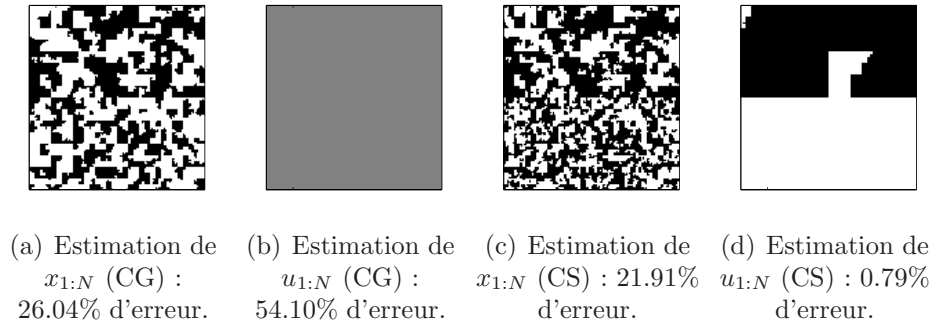 (a) Estimation de
x_{1:N} (CG) :
26.04% d'erreur.
(b) Estimation de
u_{1:N} (CG) :
54.10% d'erreur.
(c) Estimation de
x_{1:N} (CS) : 21.91%
d'erreur.
(d) Estimation de
u_{1:N} (CS) : 0.79%
d'erreur.